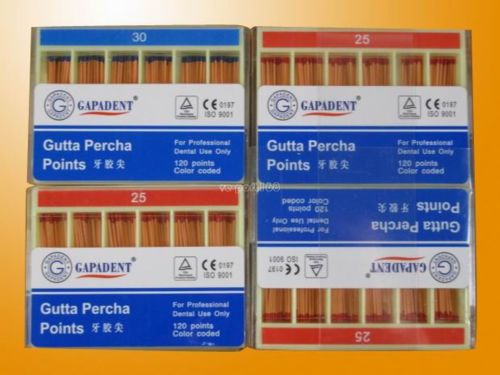 30
GAPADENT
CE 0197
ISO 9001
Gutta Percha
Points 牙胶尖
For Professional
Dental Use Only
120 points
Color coded
25
GAPADENT
CE 0197
ISO 9001
Gutta Percha
Points 牙胶尖
For Professional
Dental Use Only
120 points
Color coded
25
GAPADENT
CE 0197
ISO 9001
Gutta Percha
Points 牙胶尖
For Professional
Dental Use Only
120 points
Color coded
25
GAPADENT
CE 0197
ISO 9001
Gutta Percha
Points 牙胶尖
For Professional
Dental Use Only
120 points
Color coded